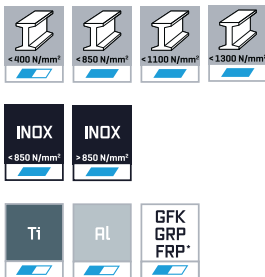 <400 N/mm²
<850 N/mm²
<1100 N/mm²
<1300 N/mm²
INOX
<850 N/mm²
INOX
>850 N/mm²
Ti
Al
GFK
GRP
FRP*